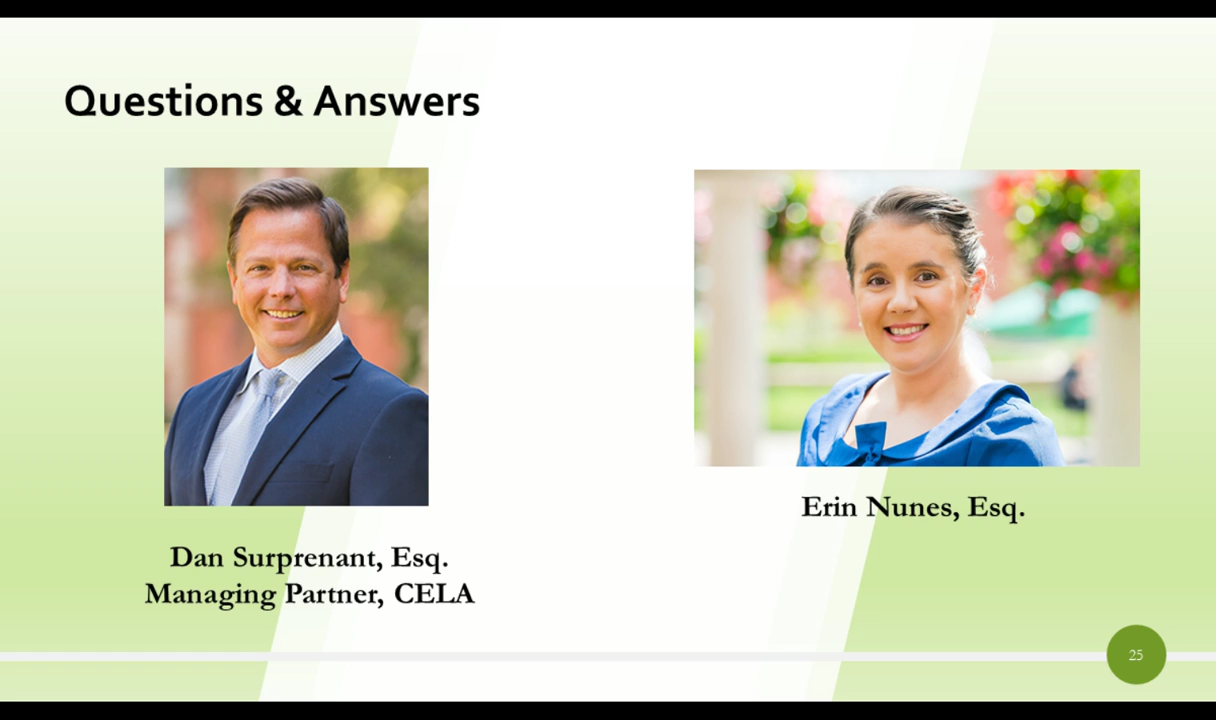 Questions & Answers
Erin Nunes, Esq.
Dan Surprenant, Esq.
Managing Partner, CELA
25